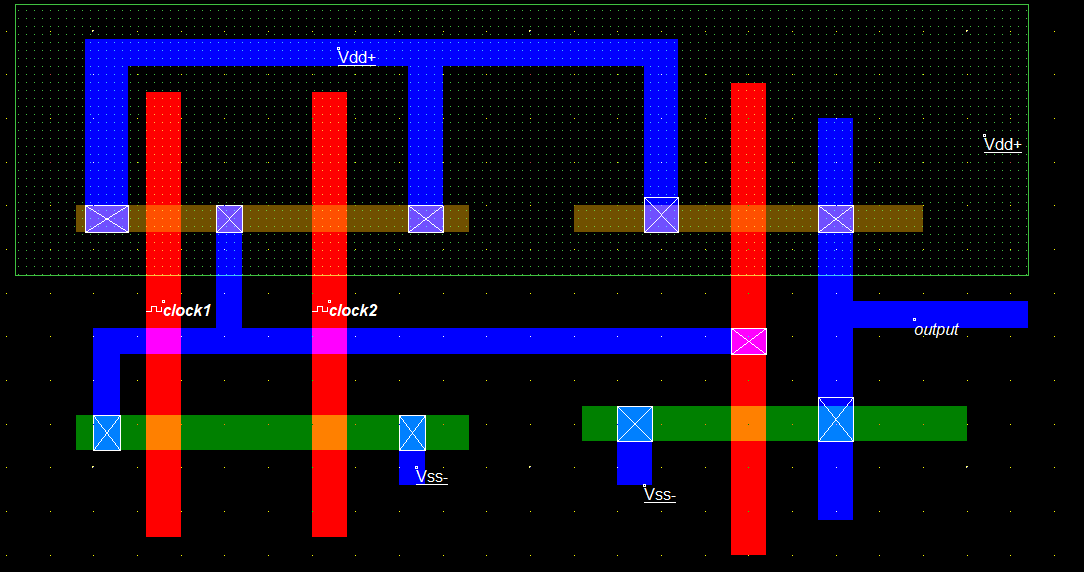 Vdd+
Vdd+
clock1
clock2
output
Vss-
Vss-